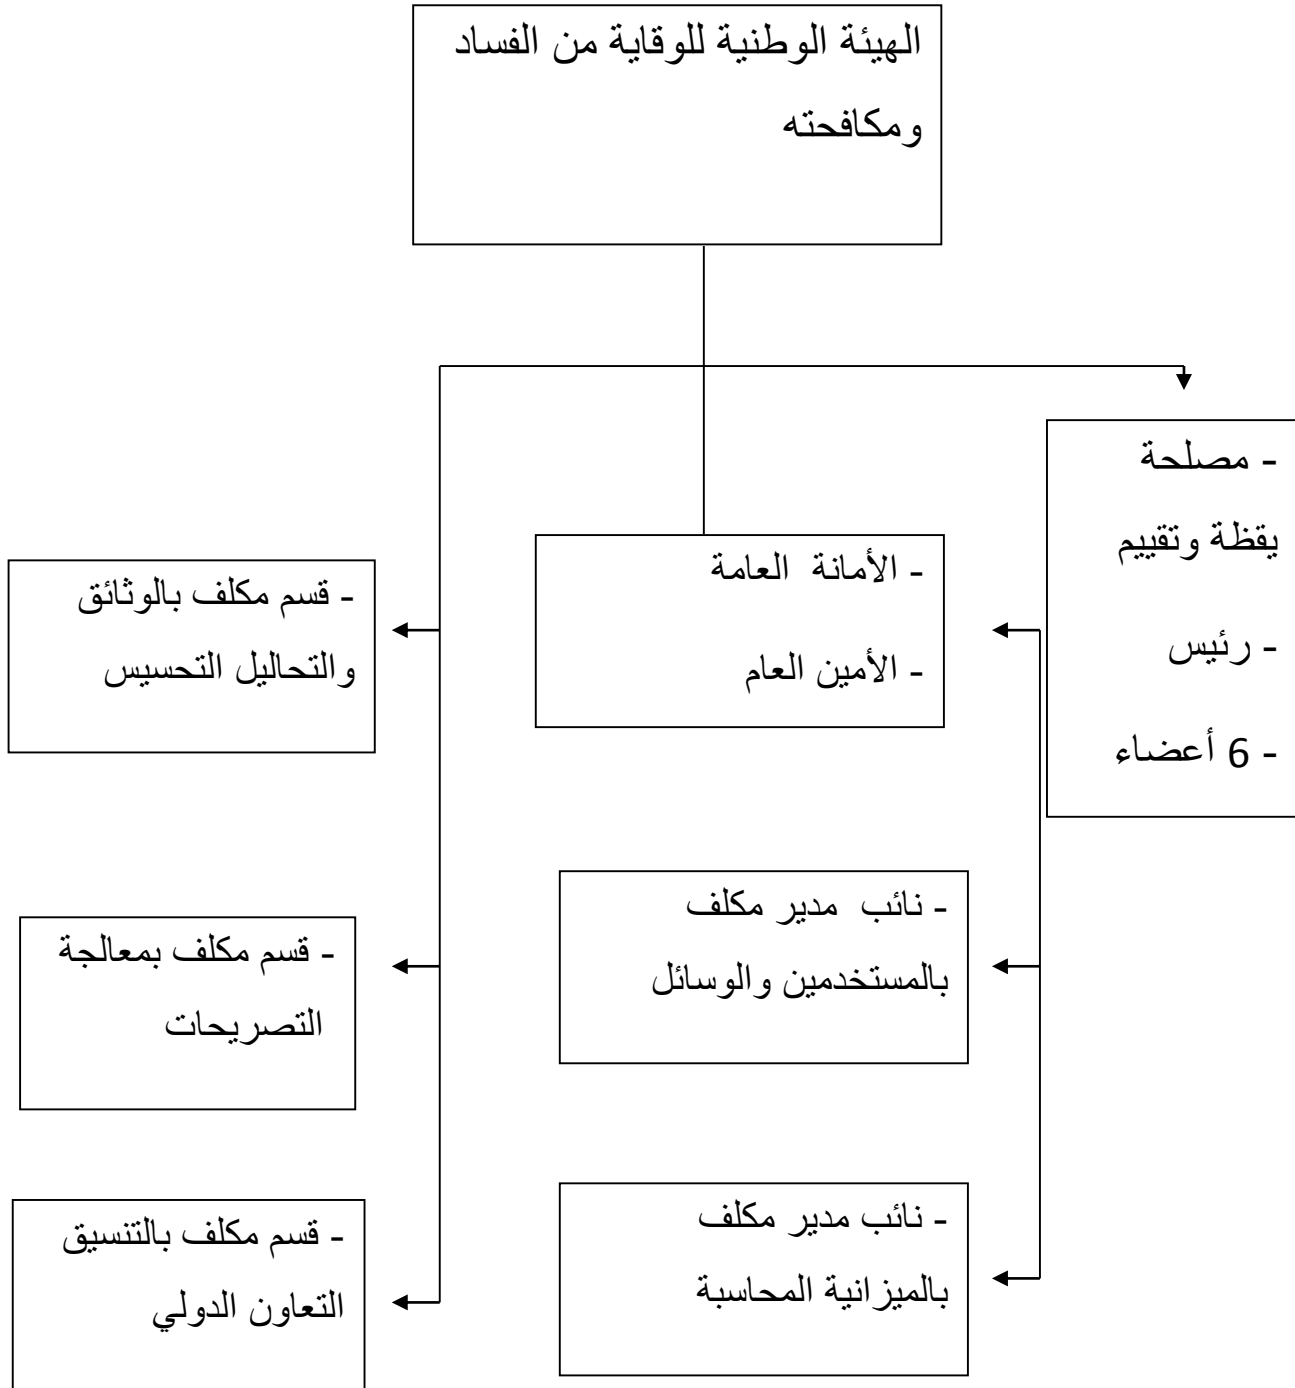 الهيئة الوطنية للوقاية من الفساد
ومكافحته
- مصلحة
يقظة وتقييم
- رئيس
- 6 أعضاء
- الأمانة العامة
- الأمين العام
- قسم مكلف بالوثائق
والتحاليل التحسيس
- نائب مدير مكلف
بالمستخدمين والوسائل
- قسم مكلف بمعالجة
التصريحات
- نائب مدير مكلف
بالميزانية المحاسبة
- قسم مكلف بالتنسيق
التعاون الدولي